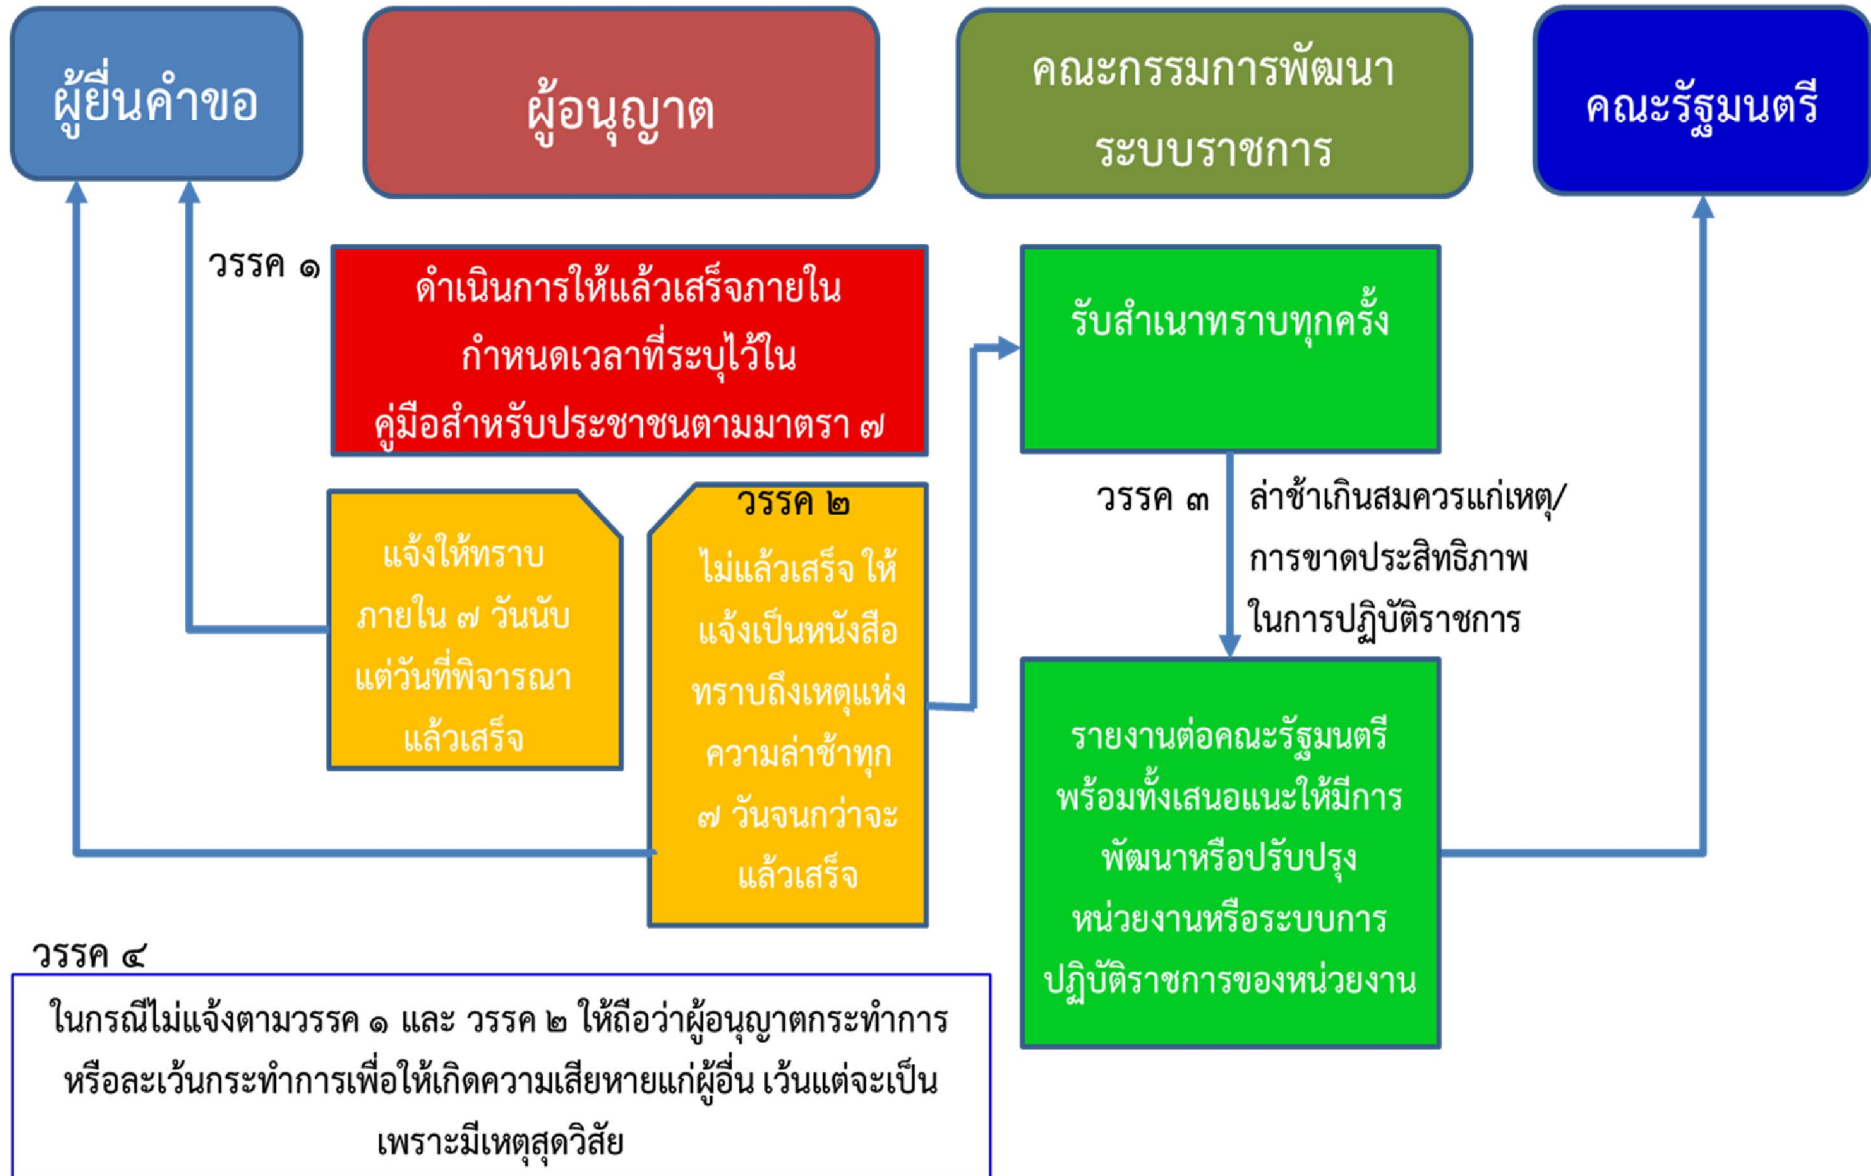 ผู้ยื่นคำขอ
ผู้อนุญาต
คณะกรรมการพัฒนา
ระบบราชการ
คณะรัฐมนตรี
วรรค ๑
ดำเนินการให้แล้วเสร็จภายใน
กำหนดเวลาที่ระบุไว้ใน
คู่มือสำหรับประชาชนตามมาตรา ๗
รับสำเนาทราบทุกครั้ง
แจ้งให้ทราบ
ภายใน ๗ วันนับ
แต่วันที่พิจารณา
แล้วเสร็จ
วรรค ๒
ไม่แล้วเสร็จ ให้
แจ้งเป็นหนังสือ
ทราบถึงเหตุแห่ง
ความล่าช้าทุก
๗ วันจนกว่าจะ
แล้วเสร็จ
วรรค ๓
ล่าช้าเกินสมควรแก่เหตุ/
การขาดประสิทธิภาพ
ในการปฏิบัติราชการ
รายงานต่อคณะรัฐมนตรี
พร้อมทั้งเสนอแนะให้มีการ
พัฒนาหรือปรับปรุง
หน่วยงานหรือระบบการ
ปฏิบัติราชการของหน่วยงาน
วรรค ๔
ในกรณีไม่แจ้งตามวรรค ๑ และ วรรค ๒ ให้ถือว่าผู้อนุญาตกระทำการ
หรือละเว้นกระทำการเพื่อให้เกิดความเสียหายแก่ผู้อื่น เว้นแต่จะเป็น
เพราะมีเหตุสุดวิสัย